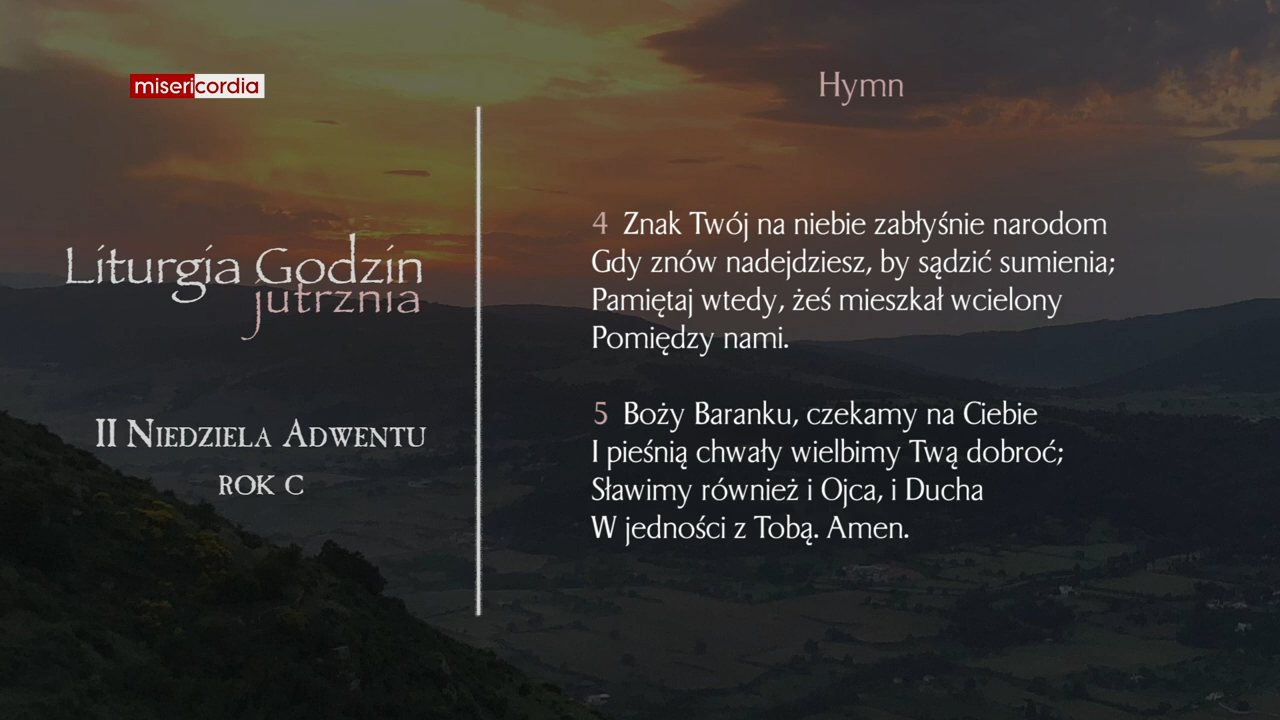 misericordia
Liturgia Godzin
jutrznia
II Niedziela Adwentu
rok C
Hymn
4 Znak Twój na niebie zabłyśnie narodom
Gdy znów nadejdziesz, by sądzić sumienia;
Pamiętaj wtedy, żeś mieszkał wcielony
Pomiędzy nami.
5 Boży Baranku, czekamy na Ciebie
I pieśnią chwały wielbimy Twą dobroć;
Sławimy również i Ojca, i Ducha
W jedności z Tobą. Amen.